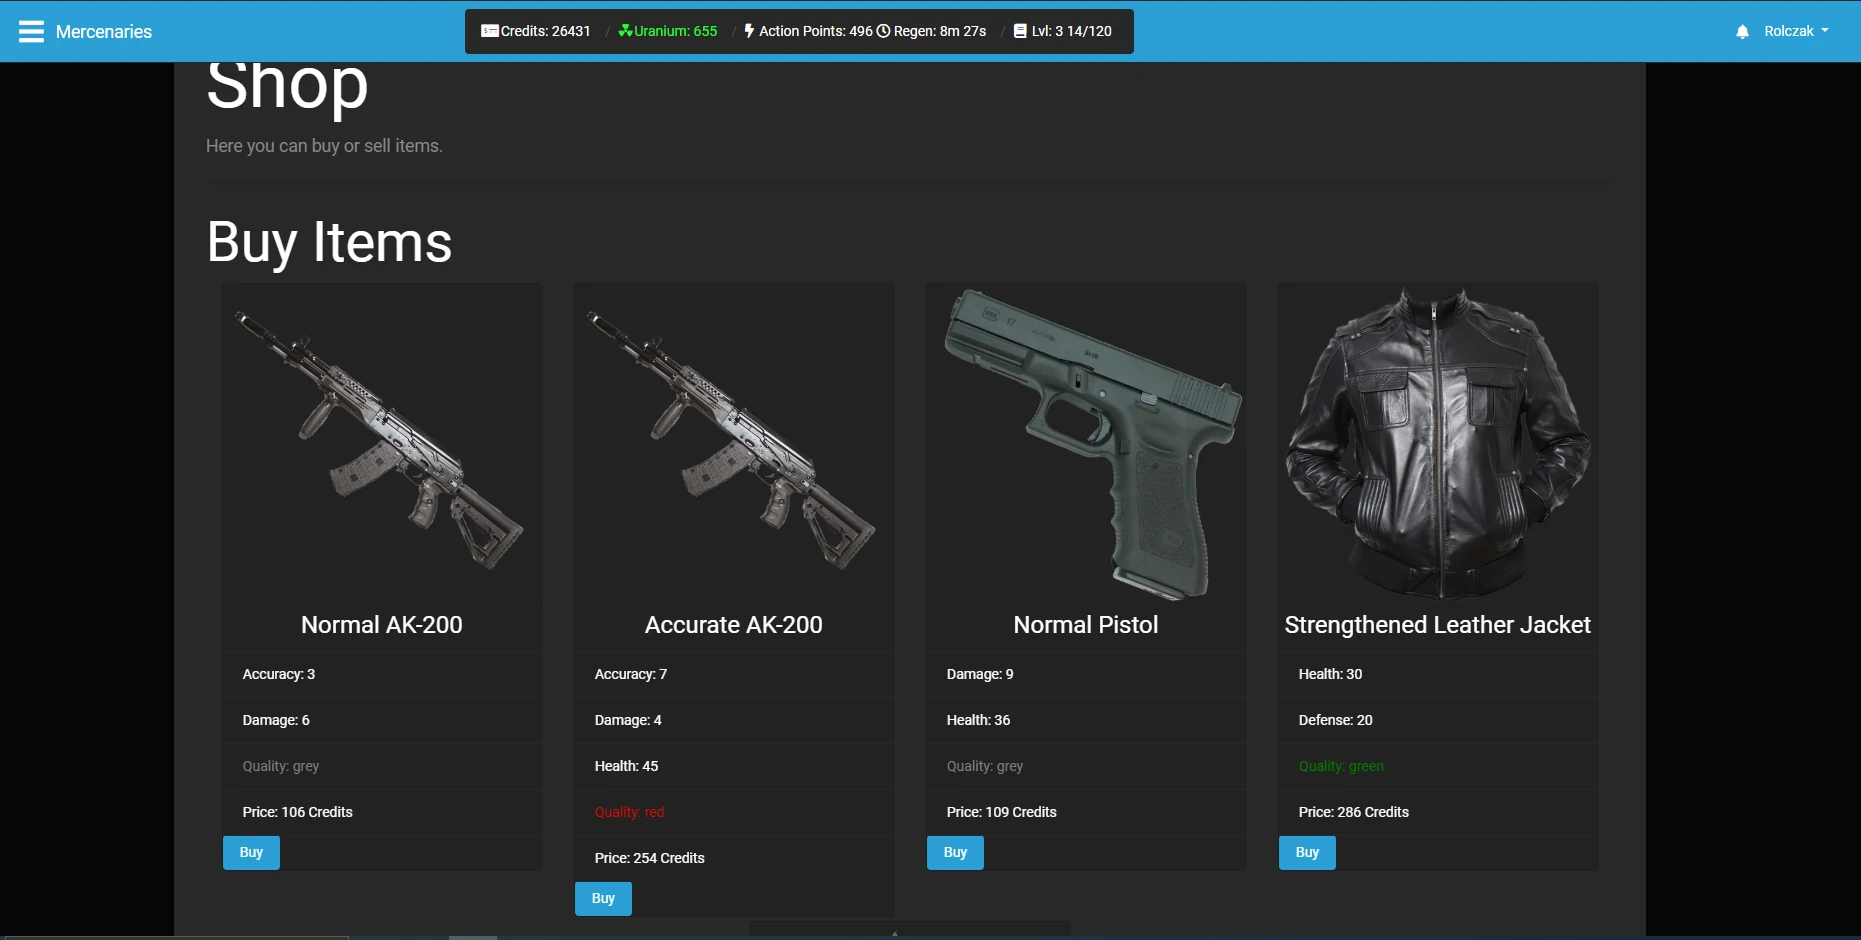 Mercenaries
Credits: 26431 / Uranium: 655 / Action Points: 496 Regen: 8m 27s / Lvl: 3 14/120
Rolczak
Shop
Here you can buy or sell items.
Buy Items
Normal AK-200
Accuracy: 3
Damage: 6
Quality: grey
Price: 106 Credits
Buy
Accurate AK-200
Accuracy: 7
Damage: 4
Health: 45
Quality: red
Price: 254 Credits
Buy
17
Normal Pistol
Damage: 9
Health: 36
Quality: grey
Price: 109 Credits
Buy
Strengthened Leather Jacket
Health: 30
Defense: 20
Quality: green
Price: 286 Credits
Buy